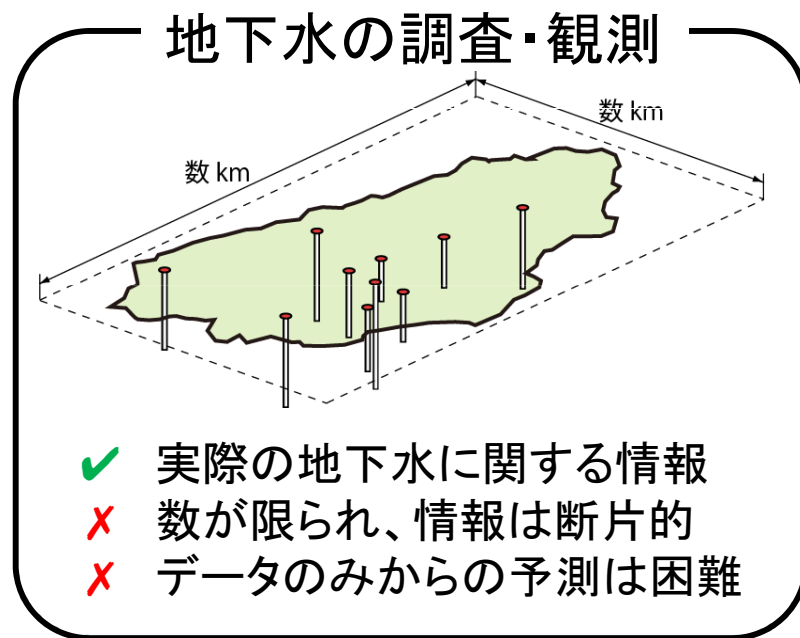 地下水の調査・観測
数 km
数 km
✔ 実際の地下水に関する情報
✗ 数が限られ、情報は断片的
✗ データのみからの予測は困難